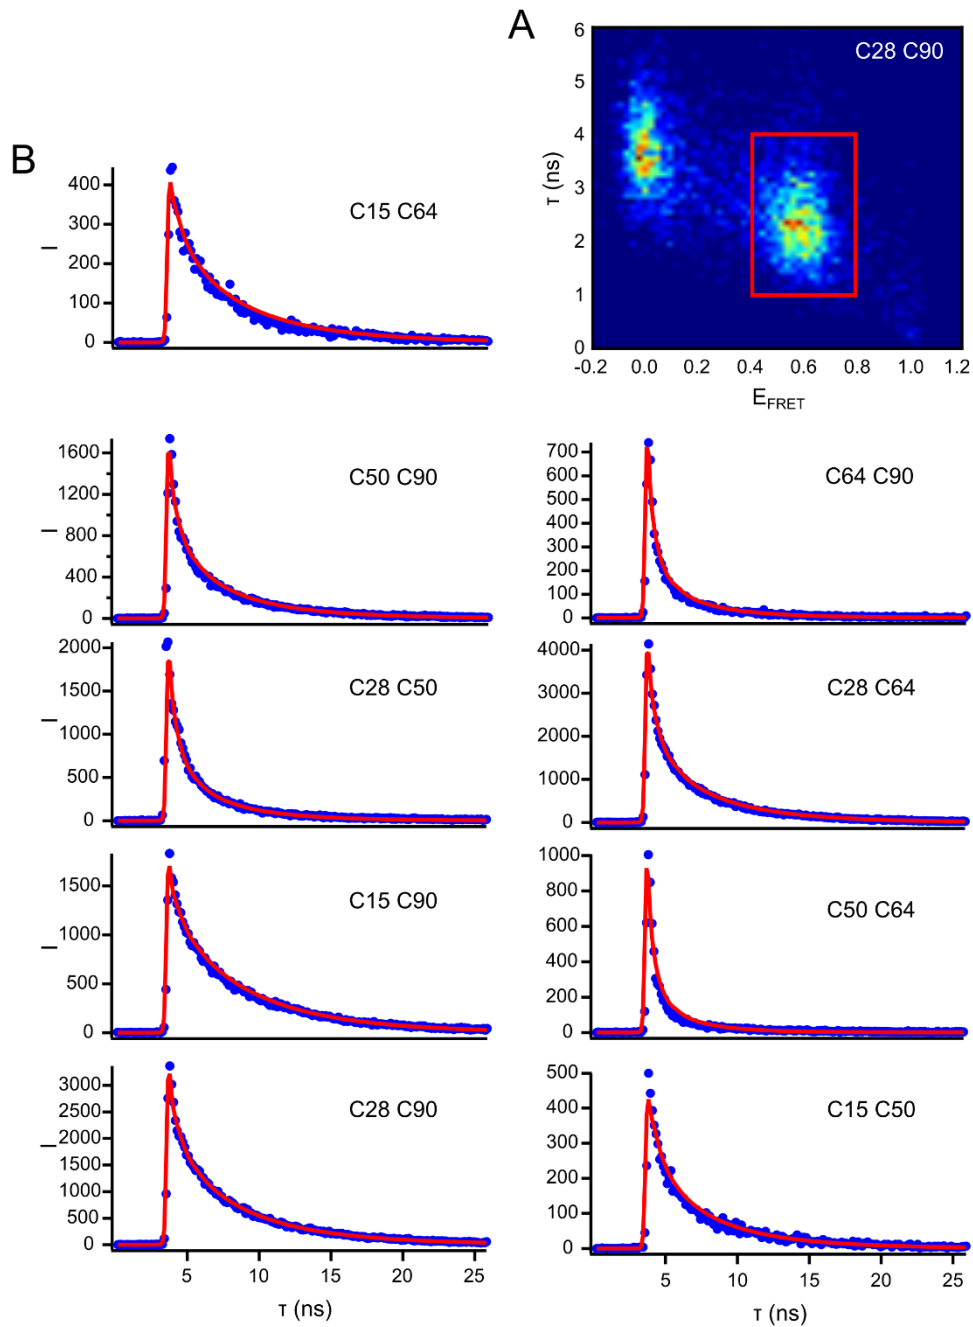 A
6
5
4
3
2
1
0
τ (ns)
C28 C90
-0.2 0.0 0.2 0.4 0.6 0.8 1.0 1.2
E_FRET
B
400
300
200
100
0
I
C15 C64
1600
1200
800
400
0
I
C50 C90
700
600
500
400
300
200
100
0
C64 C90
2000
1500
1000
500
0
I
C28 C50
4000
3000
2000
1000
0
C28 C64
1500
1000
500
0
I
C15 C90
1000
800
600
400
200
0
C50 C64
3000
2500
2000
1500
1000
500
0
I
C28 C90
5 10 15 20 25
τ (ns)
500
400
300
200
100
0
C15 C50
5 10 15 20 25
τ (ns)